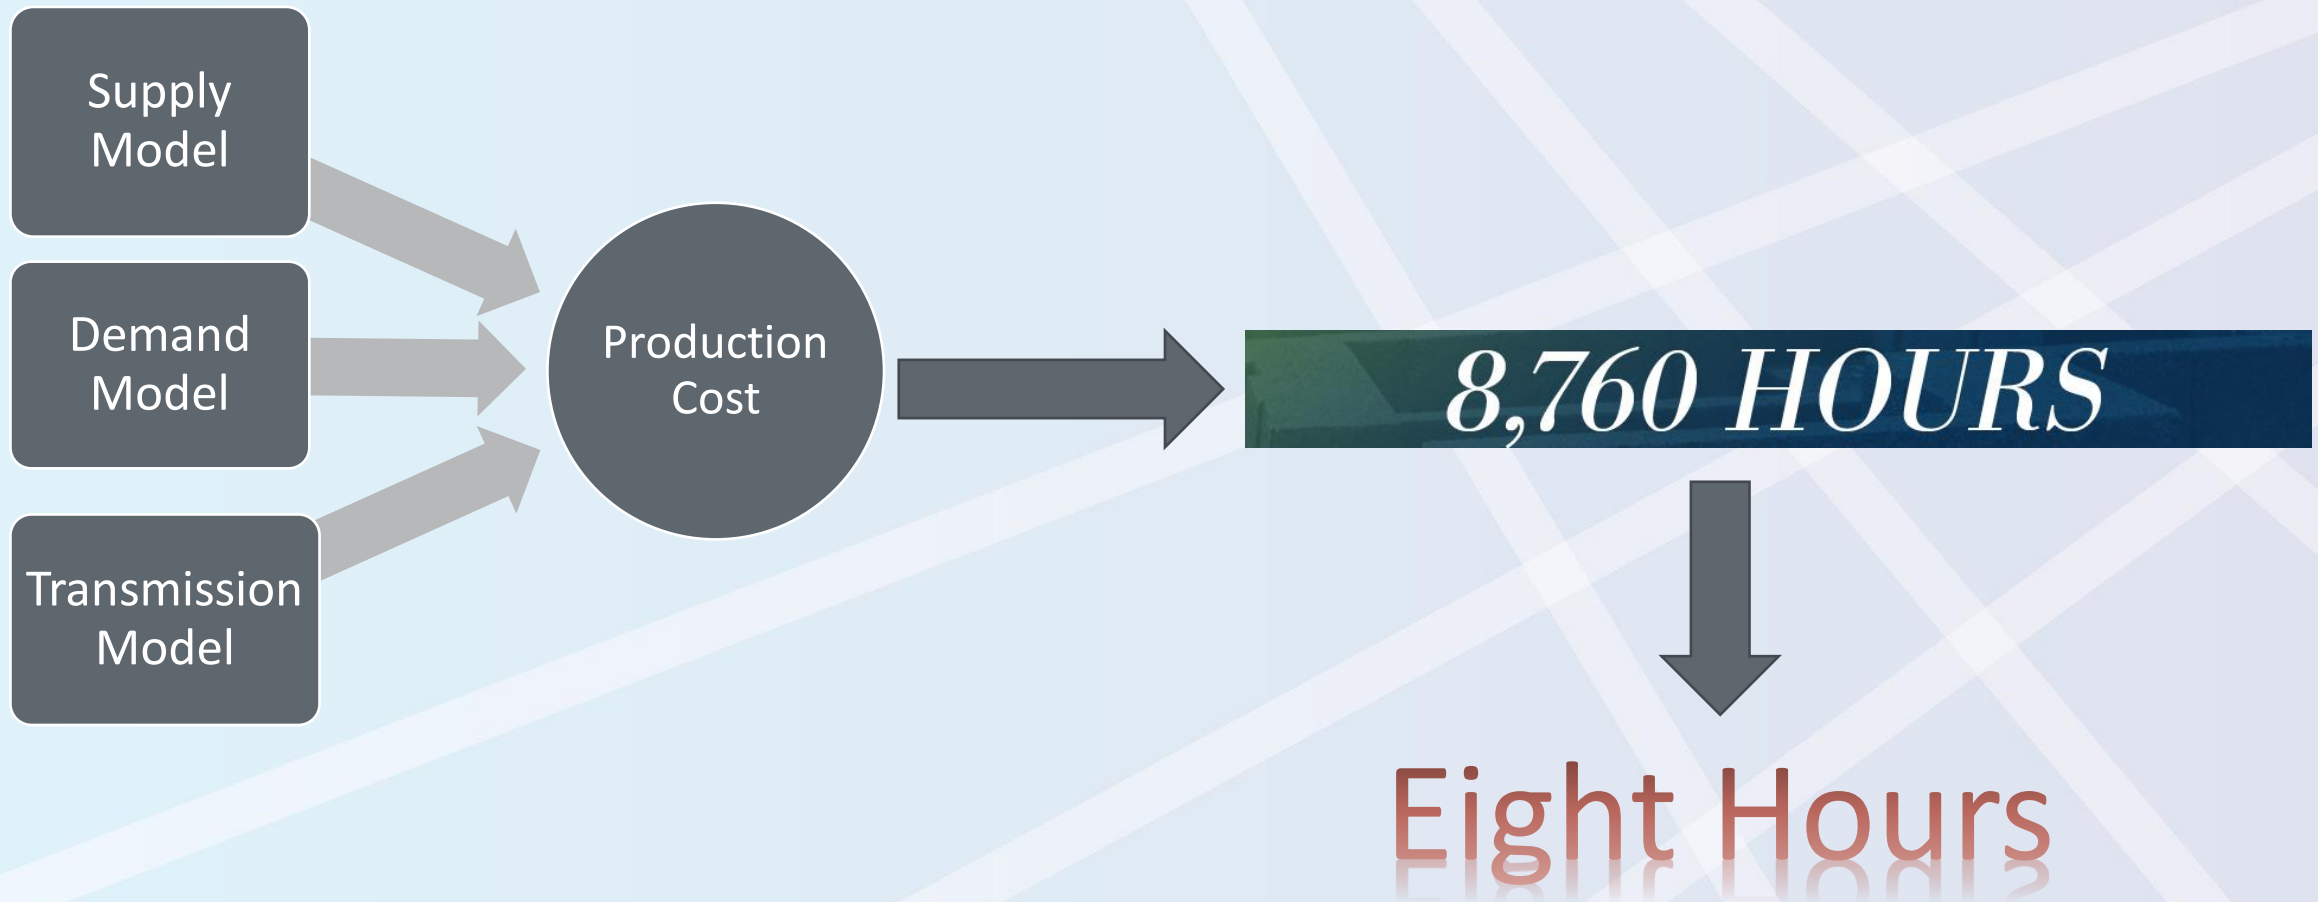 Supply
Model
Demand
Model
Transmission
Model
Production
Cost
8,760 HOURS
Eight Hours